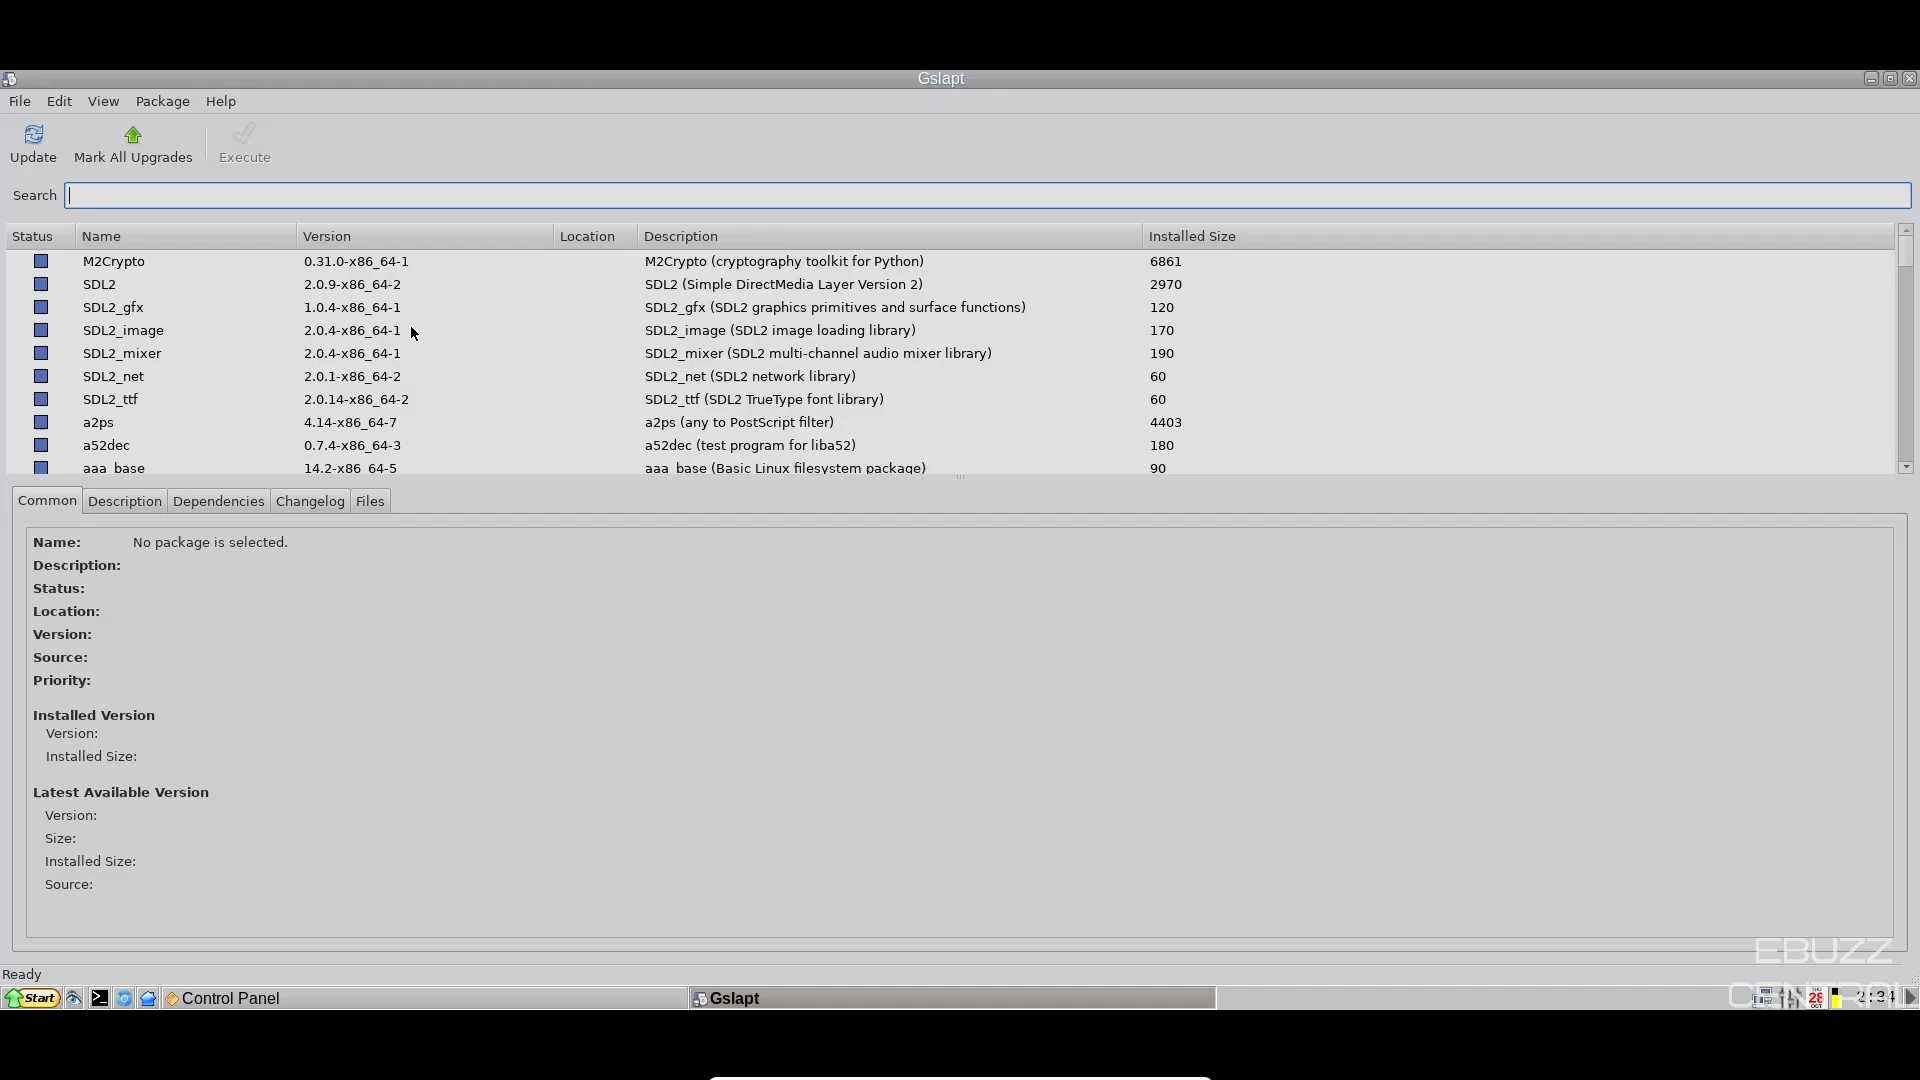 Gslapt
File Edit View Package Help
Update Mark All Upgrades Execute
Search
Status Name Version Location Description Installed Size
M2Crypto 0.31.0-x86_64-1 M2Crypto (cryptography toolkit for Python) 6861
SDL2 2.0.9-x86_64-2 SDL2 (Simple DirectMedia Layer Version 2) 2970
SDL2_gfx 1.0.4-x86_64-1 SDL2_gfx (SDL2 graphics primitives and surface functions) 120
SDL2_image 2.0.4-x86_64-1 SDL2_image (SDL2 image loading library) 170
SDL2_mixer 2.0.4-x86_64-1 SDL2_mixer (SDL2 multi-channel audio mixer library) 190
SDL2_net 2.0.1-x86_64-2 SDL2_net (SDL2 network library) 60
SDL2_ttf 2.0.14-x86_64-2 SDL2_ttf (SDL2 TrueType font library) 60
a2ps 4.14-x86_64-7 a2ps (any to PostScript filter) 4403
a52dec 0.7.4-x86_64-3 a52dec (test program for liba52) 180
aaa_base 14.2-x86_64-5 aaa_base (Basic Linux filesystem package) 90
Common Description Dependencies Changelog Files
Name: No package is selected.
Description:
Status:
Location:
Version:
Source:
Priority:
Installed Version
Version:
Installed Size:
Latest Available Version
Version:
Size:
Installed Size:
Source:
EBUZZ
CENTRAL
Ready
Start Control Panel Gslapt 28